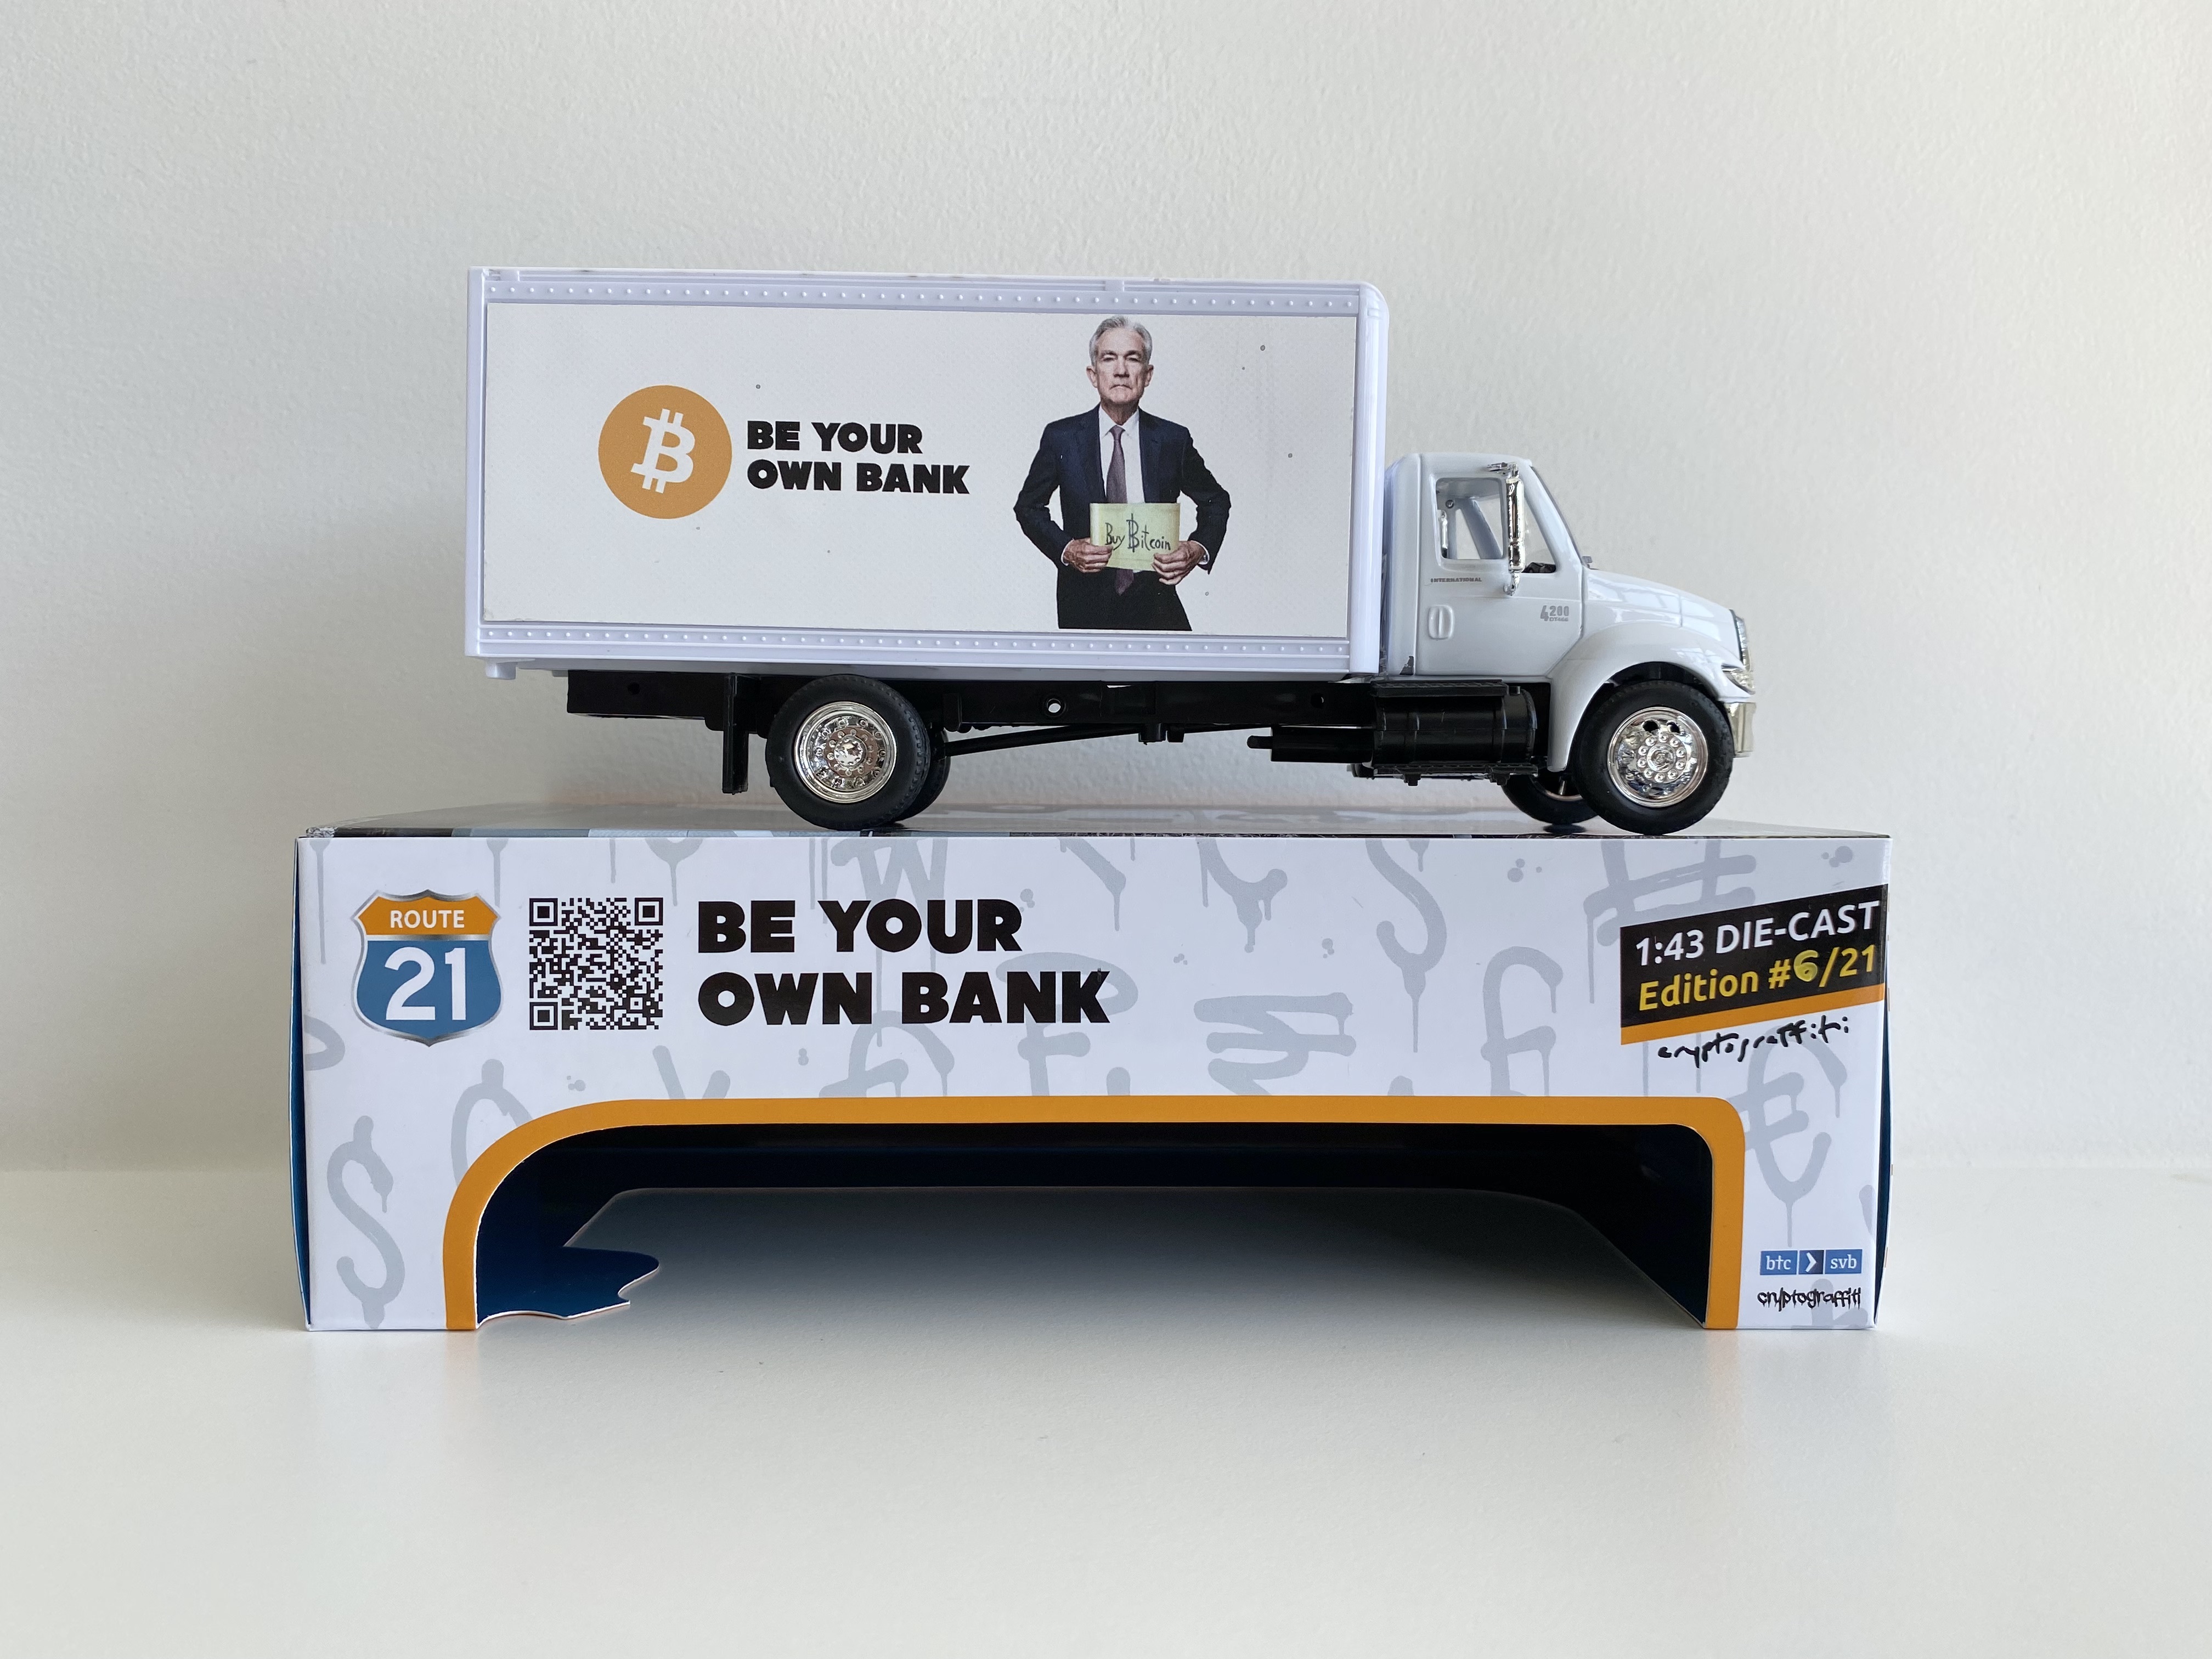 BE YOUR
OWN BANK
Buy Bitcoin
INTERNATIONAL
4200
ROUTE
21
BE YOUR
OWN BANK
1:43 DIE-CAST
Edition #6/21
cryptograffiti
btc > svb
cryptograffiti